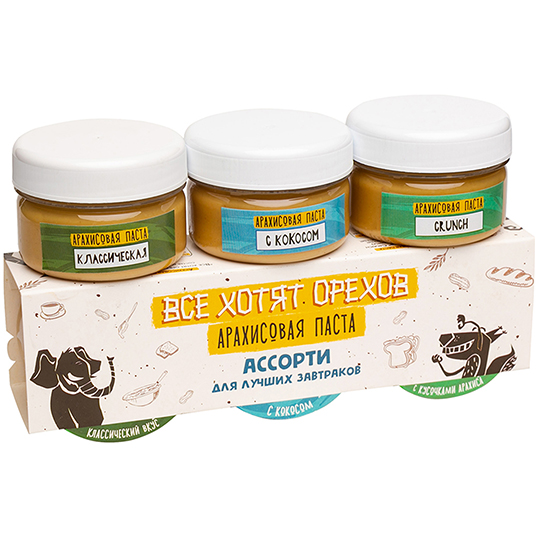 АРАХИСОВАЯ ПАСТА
КЛАССИЧЕСКАЯ
АРАХИСОВАЯ ПАСТА
С КОКОСОМ
АРАХИСОВАЯ ПАСТА
CRUNCH
ВСЕ ХОТЯТ ОРЕХОВ
АРАХИСОВАЯ ПАСТА
АССОРТИ
ДЛЯ ЛУЧШИХ ЗАВТРАКОВ
КЛАССИЧЕСКИЙ ВКУС
С КОКОСОМ
С КУСОЧКАМИ АРАХИСА